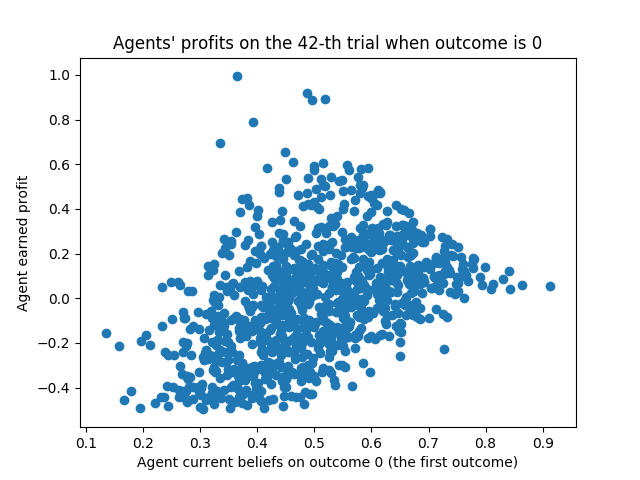 Agents' profits on the 42-th trial when outcome is 0
1.0
0.8
0.6
0.4
0.2
0.0
−0.2
−0.4
Agent earned profit
0.1 0.2 0.3 0.4 0.5 0.6 0.7 0.8 0.9
Agent current beliefs on outcome 0 (the first outcome)